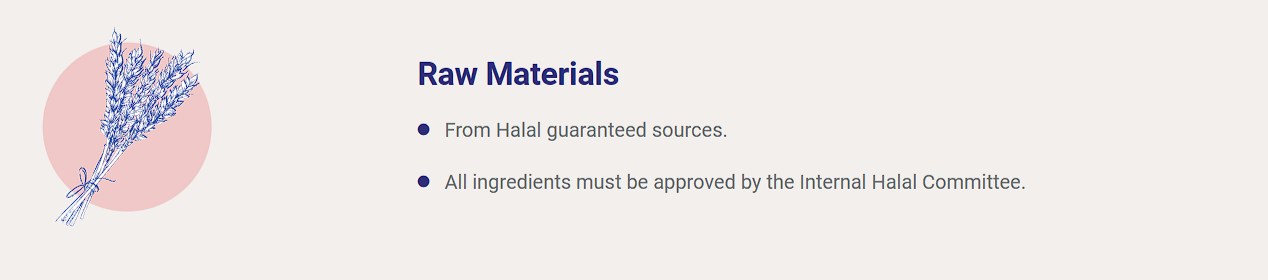 Raw Materials
From Halal guaranteed sources.
All ingredients must be approved by the Internal Halal Committee.